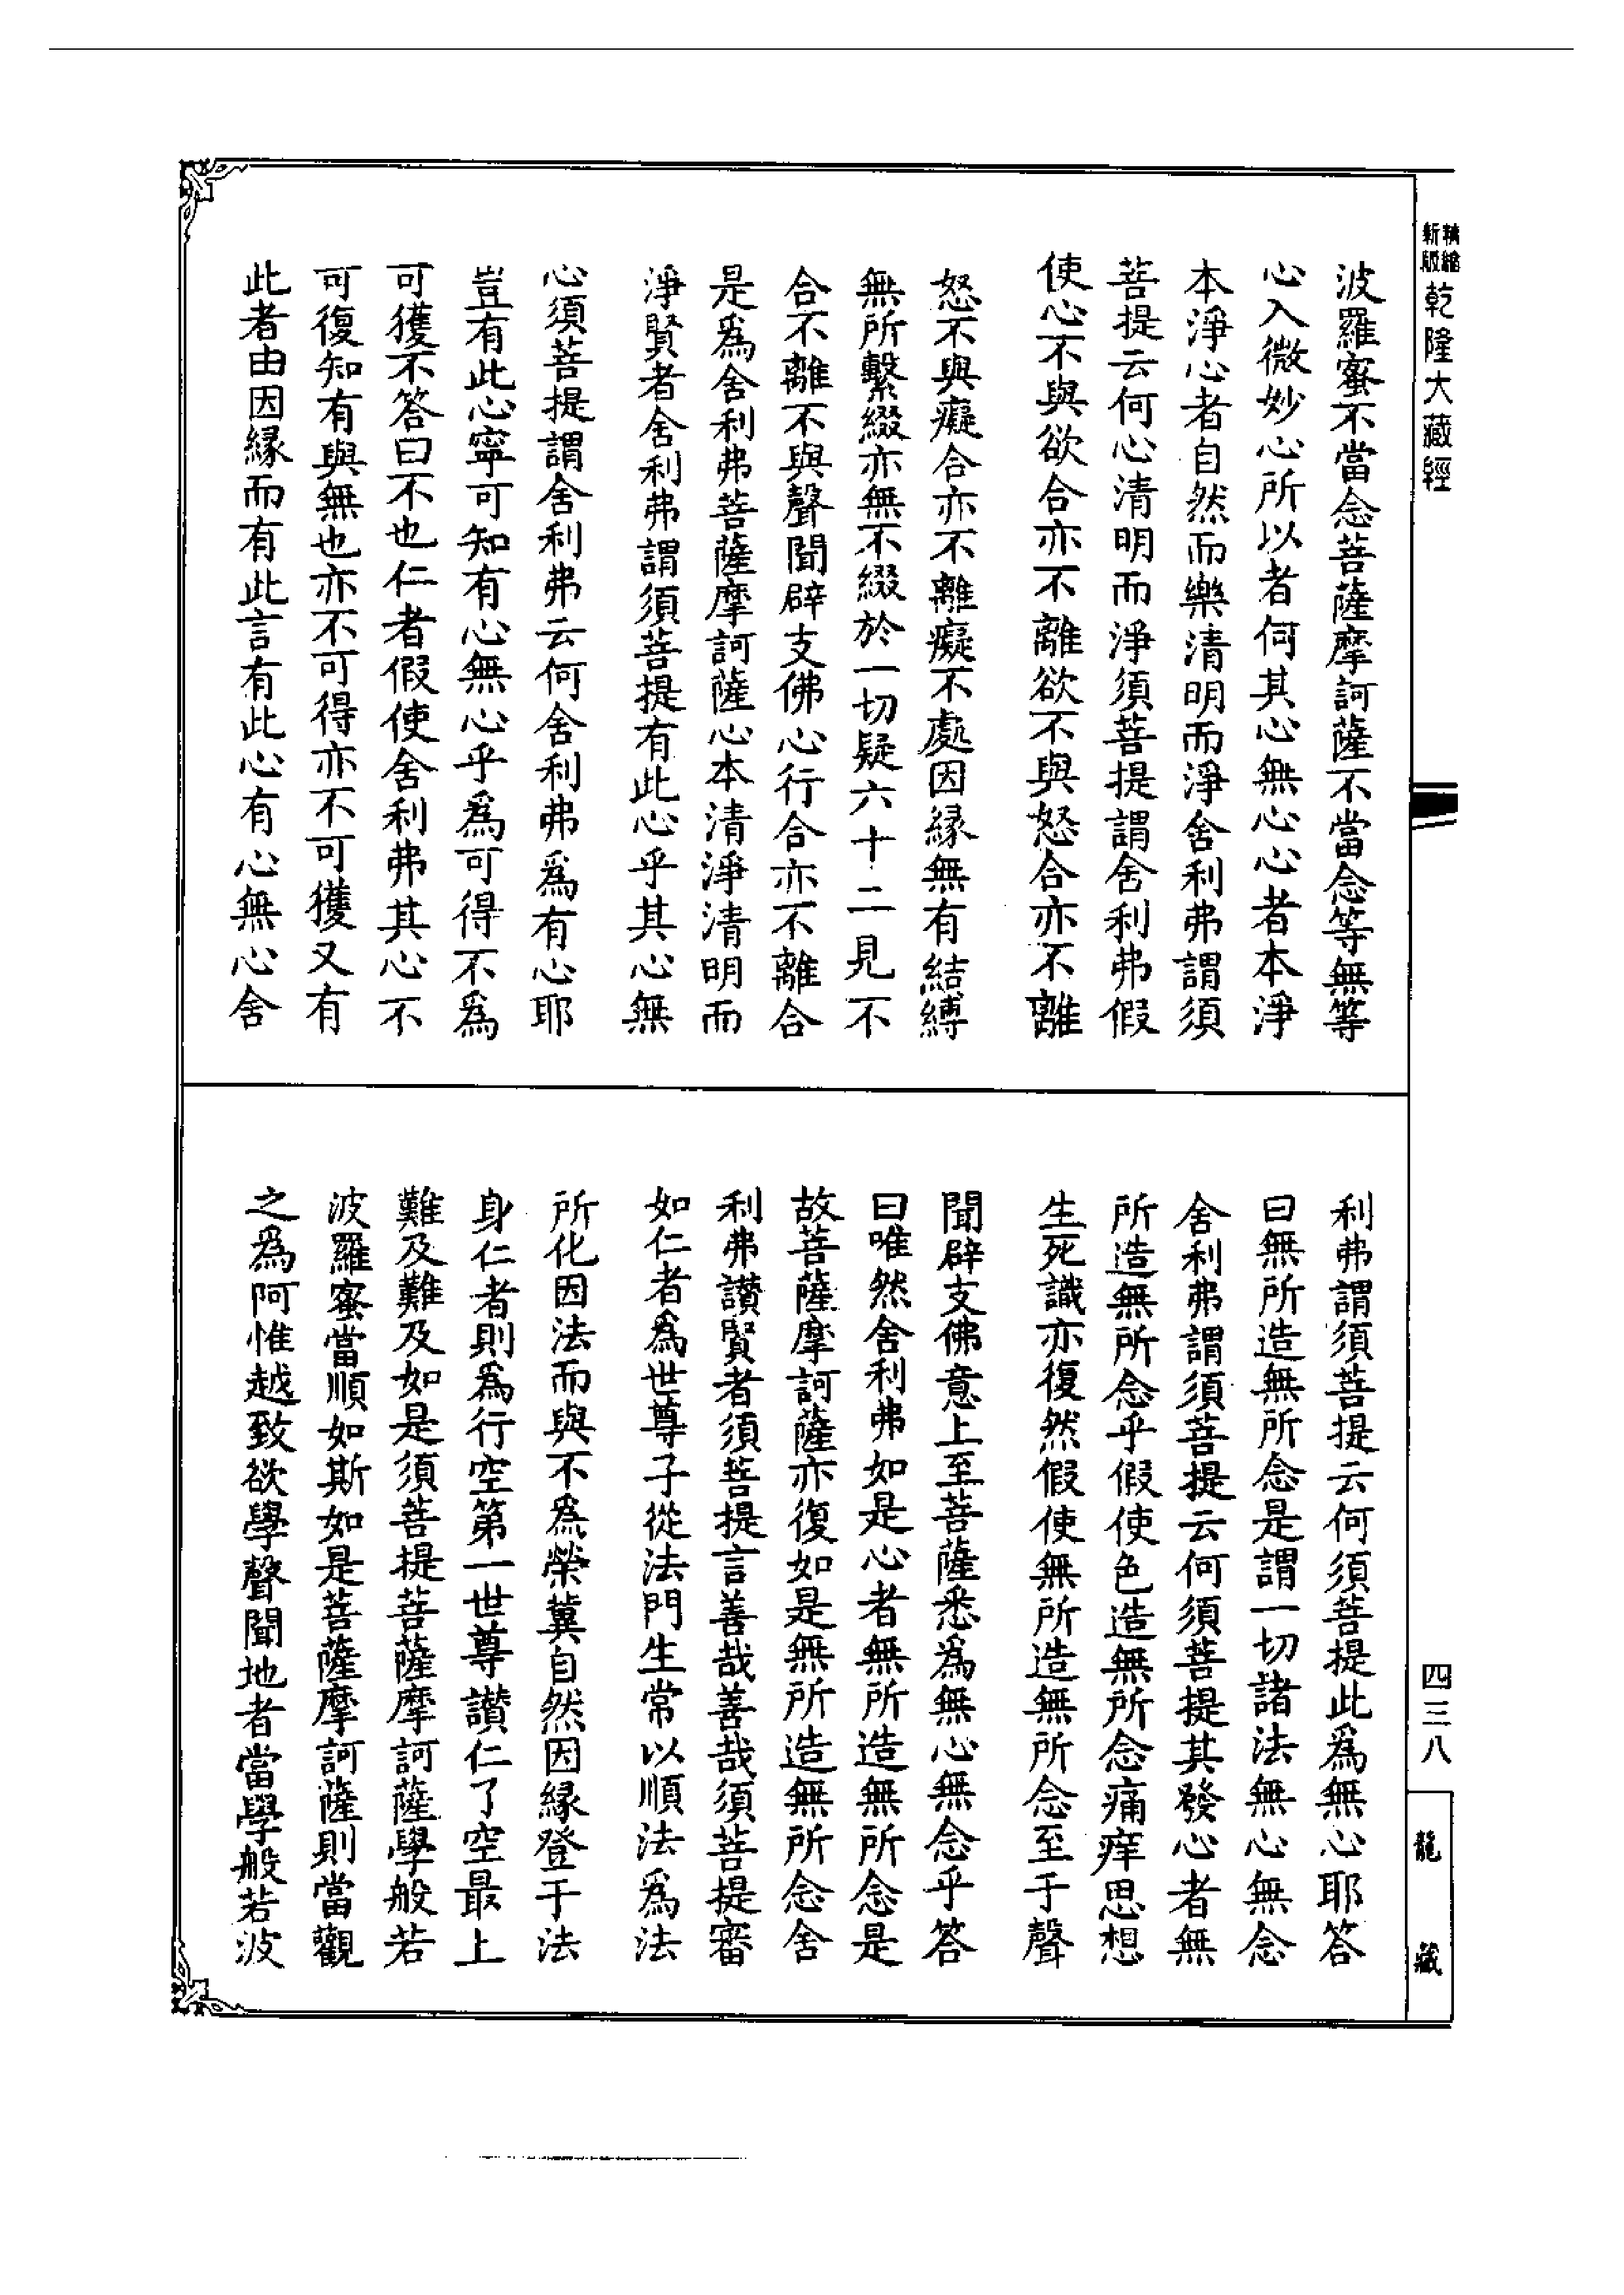 精縮
新版
乾隆大藏經
波羅蜜不當念菩薩摩訶薩不當念等無等
心入微妙心所以者何其心無心心者本淨
本淨心者自然而樂清明而淨舍利弗謂須
菩提云何心清明而淨須菩提謂舍利弗假
使心不與欲合亦不離欲不與怒合亦不離
怒不與癡合亦不離癡不處因緣無有結縛
無所繫綴亦無不綴於一切疑六十二見不
合不離不與聲聞辟支佛心行合亦不離合
是為舍利弗菩薩摩訶薩心本清淨清明而
淨賢者舍利弗謂須菩提有此心乎其心無
心須菩提謂舍利弗云何舍利弗為有心耶
豈有此心寧可知有心無心乎為可得不為
可獲不答曰不也仁者假使舍利弗其心不
可復知有與無也亦不可得亦不可獲又有
此者由因緣而有此言有此心有心無心舍
利弗謂須菩提云何須菩提此為無心耶答
曰無所造無所念是謂一切諸法無心無念
舍利弗謂須菩提云何須菩提其發心者無
所造無所念乎假使色造無所念痛痒思想
生死識亦復然假使無所造無所念至于聲
聞辟支佛意上至菩薩悉為無心無念乎答
曰唯然舍利弗如是心者無所造無所念是
故菩薩摩訶薩亦復如是無所造無所念舍
利弗讚賢者須菩提言善哉善哉須菩提審
如仁者為世尊子從法門生常以順法為法
所化因法而與不為榮冀自然因緣登于法
身仁者則為行空第一世尊讚仁了空最上
難及難及如是須菩提菩薩摩訶薩學般若
波羅蜜當順如斯如是菩薩摩訶薩則當觀
之為阿惟越致欲學聲聞地者當學般若波
四三八
龍藏